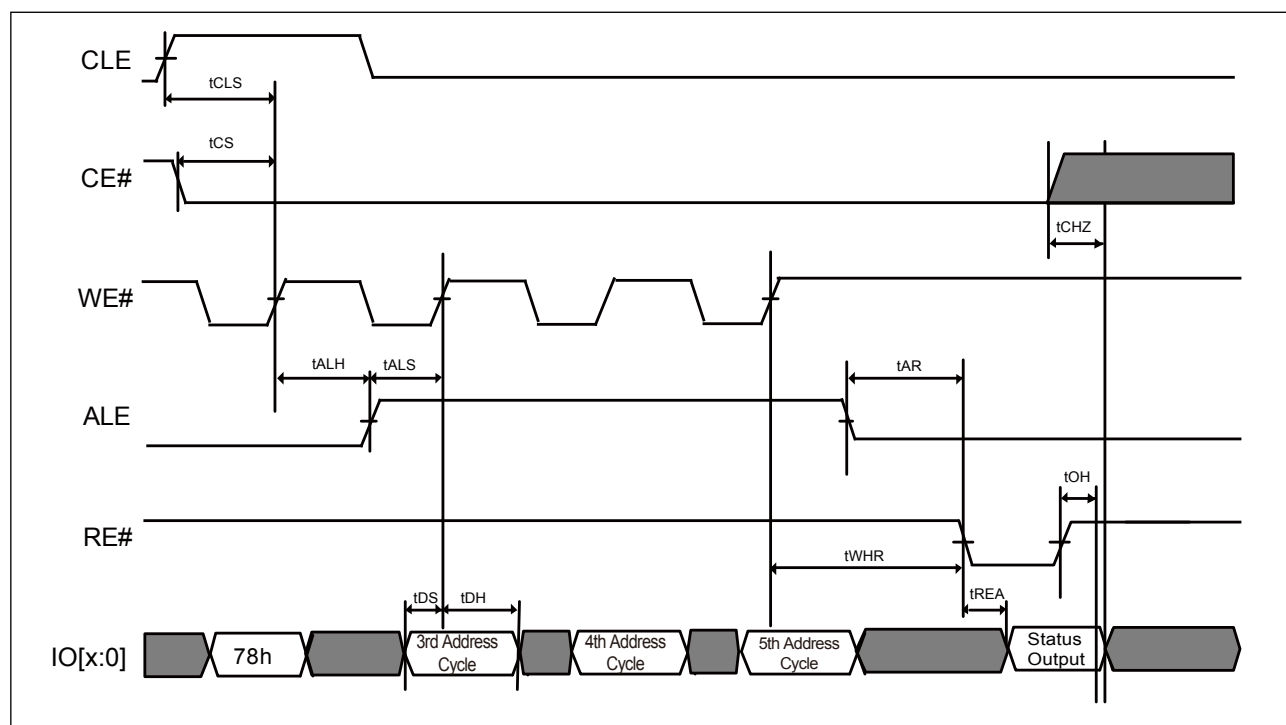 CLE
tCLS
tCS
CE#
tCHZ
WE#
tALH
tALS
tAR
ALE
tOH
RE#
tWHR
tDS
tDH
tREA
IO[x:0]
78h
3rd Address
Cycle
4th Address
Cycle
5th Address
Cycle
Status
Output